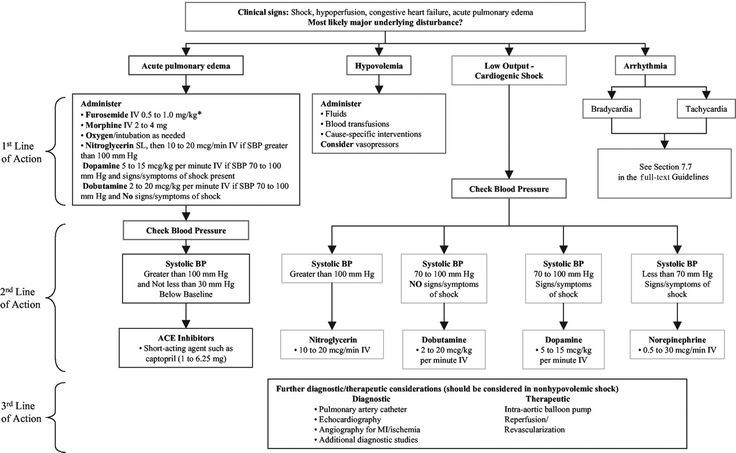 Clinical signs: Shock, hypoperfusion, congestive heart failure, acute pulmonary edema
Most likely major underlying disturbance?
Acute pulmonary edema
Hypovolemia
Low Output -
Cardiogenic Shock
Arrhythmia
1st Line
of Action
Administer
• Furosemide IV 0.5 to 1.0 mg/kg*
• Morphine IV 2 to 4 mg
• Oxygen/intubation as needed
• Nitroglycerin SL, then 10 to 20 mcg/min IV if SBP greater
than 100 mm Hg
Dopamine 5 to 15 mcg/kg per minute IV if SBP 70 to 100
mm Hg and signs/symptoms of shock present
Dobutamine 2 to 20 mcg/kg per minute IV if SBP 70 to 100
mm Hg and No signs/symptoms of shock
Administer
• Fluids
• Blood transfusions
• Cause-specific interventions
Consider vasopressors
Bradycardia
Tachycardia
See Section 7.7
in the full-text Guidelines
Check Blood Pressure
Check Blood Pressure
2nd Line
of Action
Systolic BP
Greater than 100 mm Hg
and Not less than 30 mm Hg
Below Baseline
Systolic BP
Greater than 100 mm Hg
Systolic BP
70 to 100 mm Hg
NO signs/symptoms
of shock
Systolic BP
70 to 100 mm Hg
Signs/symptoms
of shock
Systolic BP
Less than 70 mm Hg
Signs/symptoms of
shock
ACE Inhibitors
• Short-acting agent such as
captopril (1 to 6.25 mg)
Nitroglycerin
• 10 to 20 mcg/min IV
Dobutamine
• 2 to 20 mcg/kg
per minute IV
Dopamine
• 5 to 15 mcg/kg
per minute IV
Norepinephrine
• 0.5 to 30 mcg/min IV
3rd Line
of Action
Further diagnostic/therapeutic considerations (should be considered in nonhypovolemic shock)
Diagnostic
• Pulmonary artery catheter
• Echocardiography
• Angiography for MI/ischemia
• Additional diagnostic studies
Therapeutic
Intra-aortic balloon pump
Reperfusion/
Revascularization